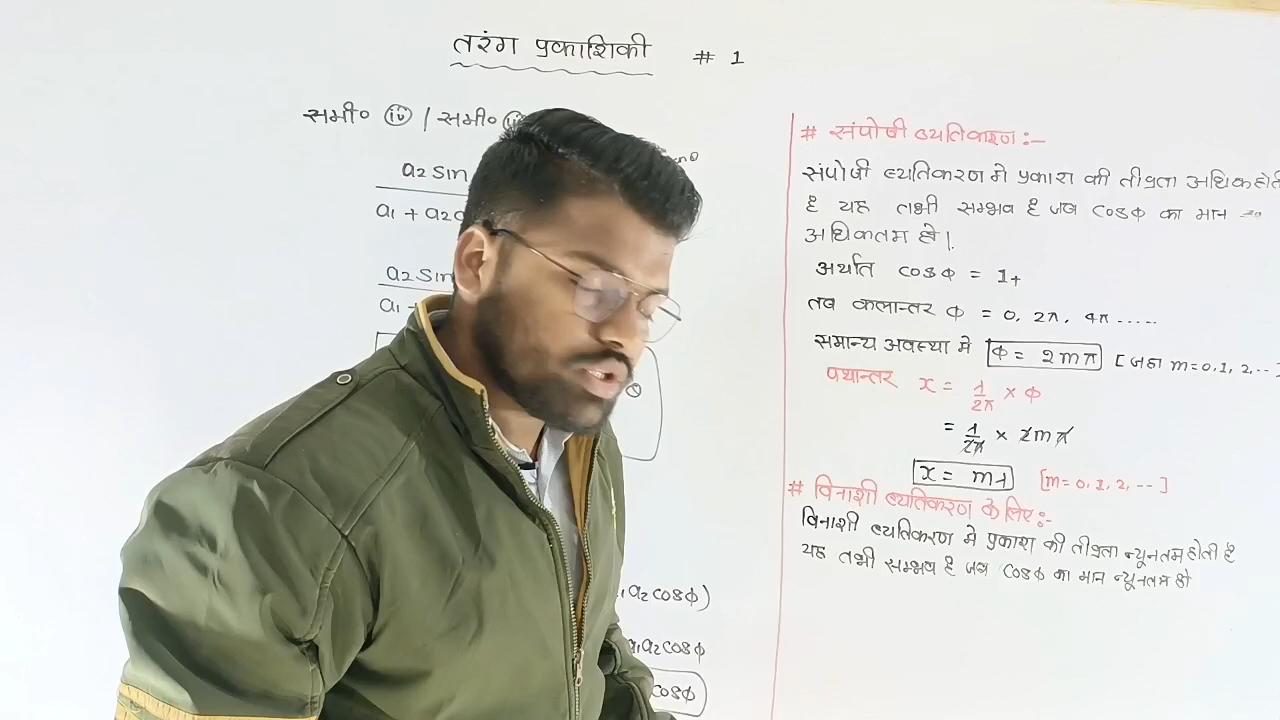 तरंग प्रकाशिकी # 1
समी० (iv) / समी०
a₂ sin
a₁ + a₂
a₂ sin
a₁ +
a₂ cosφ)
a₁a₂ cosφ
cosφ
# संपोषी व्यतिकरण :-
संपोषी व्यतिकरण मे प्रकाश की तीव्रता अधिक होती
है यह तभी सम्भव है जब cosφ का मान
अधिकतम हो।
अर्थात cosφ = 1+
तब कलान्तर φ = 0, 2π, 4π .....
समान्य अवस्था मे φ = 2mπ [ जहा m=0,1,2,--
पथान्तर x = λ/2π × φ
= λ/2π × 2mπ
x = mλ [m= 0, 1, 2, -- ]
# विनाशी व्यतिकरण के लिए :-
विनाशी व्यतिकरण मे प्रकाश की तीव्रता न्यूनतम होती है
यह तभी सम्भव है जब cosφ का मान न्यूनतम हो